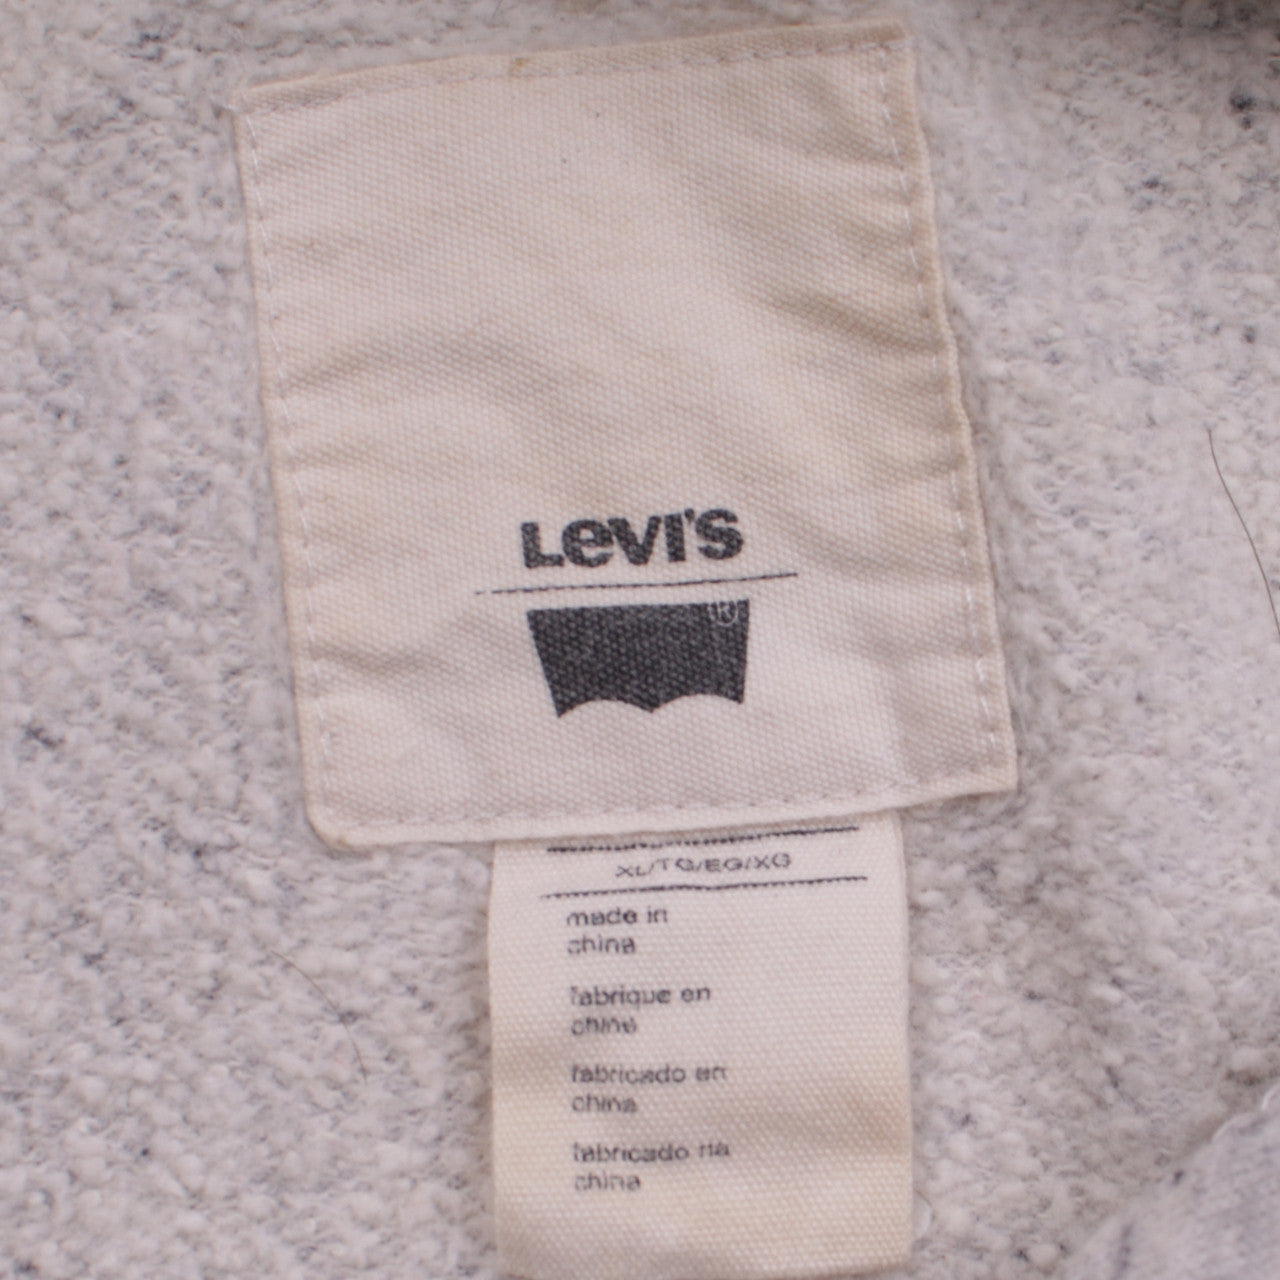 Levi's
®
XL/TG/EG/XG
made in
china
fabrique en
chine
fabricado en
china
fabricado na
china